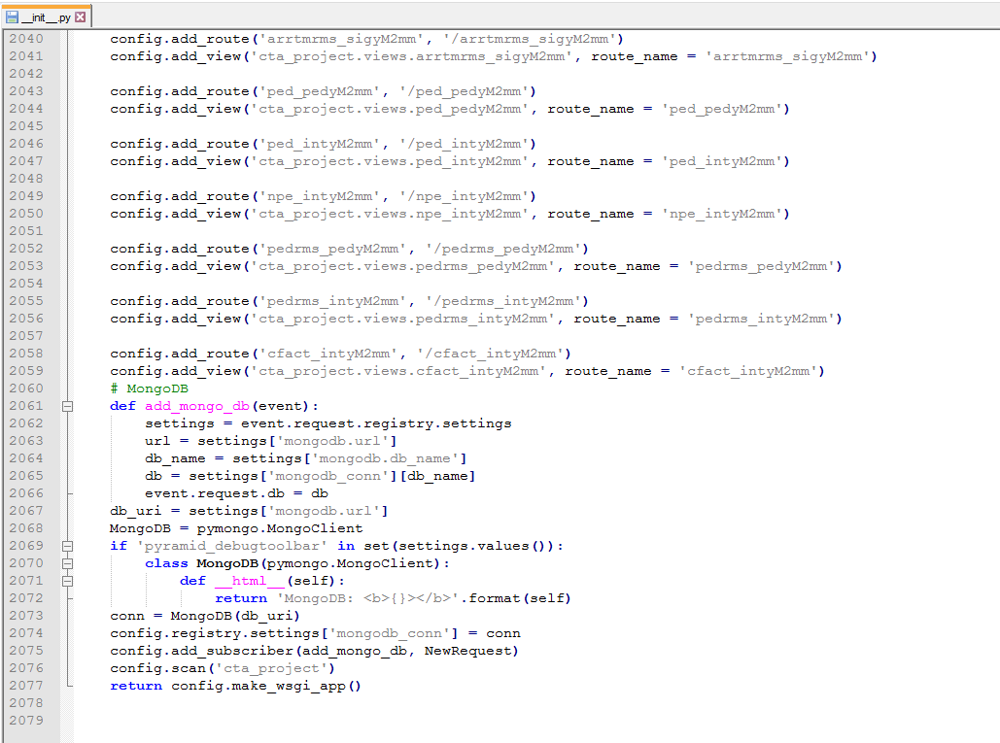 __init__.py
2040 config.add_route('arrtmrms_sigyM2mm', '/arrtmrms_sigyM2mm')
2041 config.add_view('cta_project.views.arrtmrms_sigyM2mm', route_name = 'arrtmrms_sigyM2mm')
2042
2043 config.add_route('ped_pedyM2mm', '/ped_pedyM2mm')
2044 config.add_view('cta_project.views.ped_pedyM2mm', route_name = 'ped_pedyM2mm')
2045
2046 config.add_route('ped_intyM2mm', '/ped_intyM2mm')
2047 config.add_view('cta_project.views.ped_intyM2mm', route_name = 'ped_intyM2mm')
2048
2049 config.add_route('npe_intyM2mm', '/npe_intyM2mm')
2050 config.add_view('cta_project.views.npe_intyM2mm', route_name = 'npe_intyM2mm')
2051
2052 config.add_route('pedrms_pedyM2mm', '/pedrms_pedyM2mm')
2053 config.add_view('cta_project.views.pedrms_pedyM2mm', route_name = 'pedrms_pedyM2mm')
2054
2055 config.add_route('pedrms_intyM2mm', '/pedrms_intyM2mm')
2056 config.add_view('cta_project.views.pedrms_intyM2mm', route_name = 'pedrms_intyM2mm')
2057
2058 config.add_route('cfact_intyM2mm', '/cfact_intyM2mm')
2059 config.add_view('cta_project.views.cfact_intyM2mm', route_name = 'cfact_intyM2mm')
2060 # MongoDB
2061 def add_mongo_db(event):
2062 settings = event.request.registry.settings
2063 url = settings['mongodb.url']
2064 db_name = settings['mongodb.db_name']
2065 db = settings['mongodb_conn'][db_name]
2066 event.request.db = db
2067 db_uri = settings['mongodb.url']
2068 MongoDB = pymongo.MongoClient
2069 if 'pyramid_debugtoolbar' in set(settings.values()):
2070 class MongoDB(pymongo.MongoClient):
2071 def __html__(self):
2072 return 'MongoDB: <b>{}></b>'.format(self)
2073 conn = MongoDB(db_uri)
2074 config.registry.settings['mongodb_conn'] = conn
2075 config.add_subscriber(add_mongo_db, NewRequest)
2076 config.scan('cta_project')
2077 return config.make_wsgi_app()
2078
2079